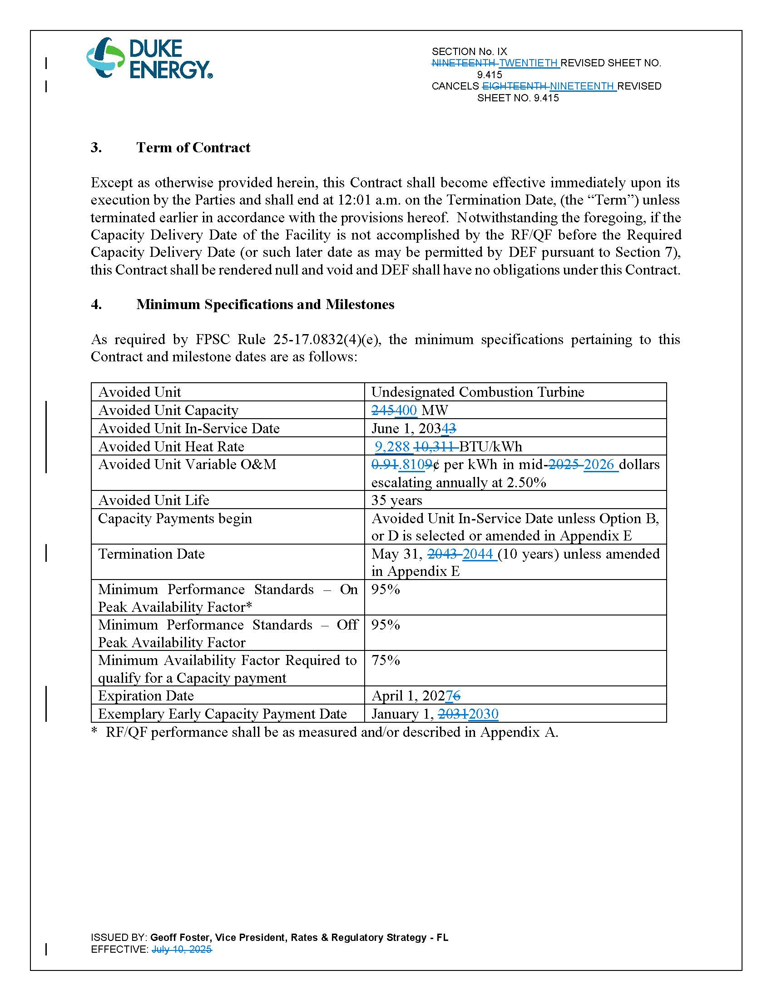 DUKE
ENERGY®
SECTION No. IX
NINETEENTH TWENTIETH REVISED SHEET NO.
9.415
CANCELS EIGHTEENTH NINETEENTH REVISED
SHEET NO. 9.415
3. Term of Contract
Except as otherwise provided herein, this Contract shall become effective immediately upon its
execution by the Parties and shall end at 12:01 a.m. on the Termination Date, (the “Term”) unless
terminated earlier in accordance with the provisions hereof. Notwithstanding the foregoing, if the
Capacity Delivery Date of the Facility is not accomplished by the RF/QF before the Required
Capacity Delivery Date (or such later date as may be permitted by DEF pursuant to Section 7),
this Contract shall be rendered null and void and DEF shall have no obligations under this Contract.
4. Minimum Specifications and Milestones
As required by FPSC Rule 25-17.0832(4)(e), the minimum specifications pertaining to this
Contract and milestone dates are as follows:
Avoided Unit Undesignated Combustion Turbine
Avoided Unit Capacity 245400 MW
Avoided Unit In-Service Date June 1, 20343
Avoided Unit Heat Rate 9,288 10,311 BTU/kWh
Avoided Unit Variable O&M 0.91.8109¢ per kWh in mid-2025 2026 dollars
escalating annually at 2.50%
Avoided Unit Life 35 years
Capacity Payments begin Avoided Unit In-Service Date unless Option B,
or D is selected or amended in Appendix E
Termination Date May 31, 2043 2044 (10 years) unless amended
in Appendix E
Minimum Performance Standards – On 95%
Peak Availability Factor*
Minimum Performance Standards – Off 95%
Peak Availability Factor
Minimum Availability Factor Required to 75%
qualify for a Capacity payment
Expiration Date April 1, 20276
Exemplary Early Capacity Payment Date January 1, 20312030
* RF/QF performance shall be as measured and/or described in Appendix A.
ISSUED BY: Geoff Foster, Vice President, Rates & Regulatory Strategy - FL
EFFECTIVE: July 10, 2025